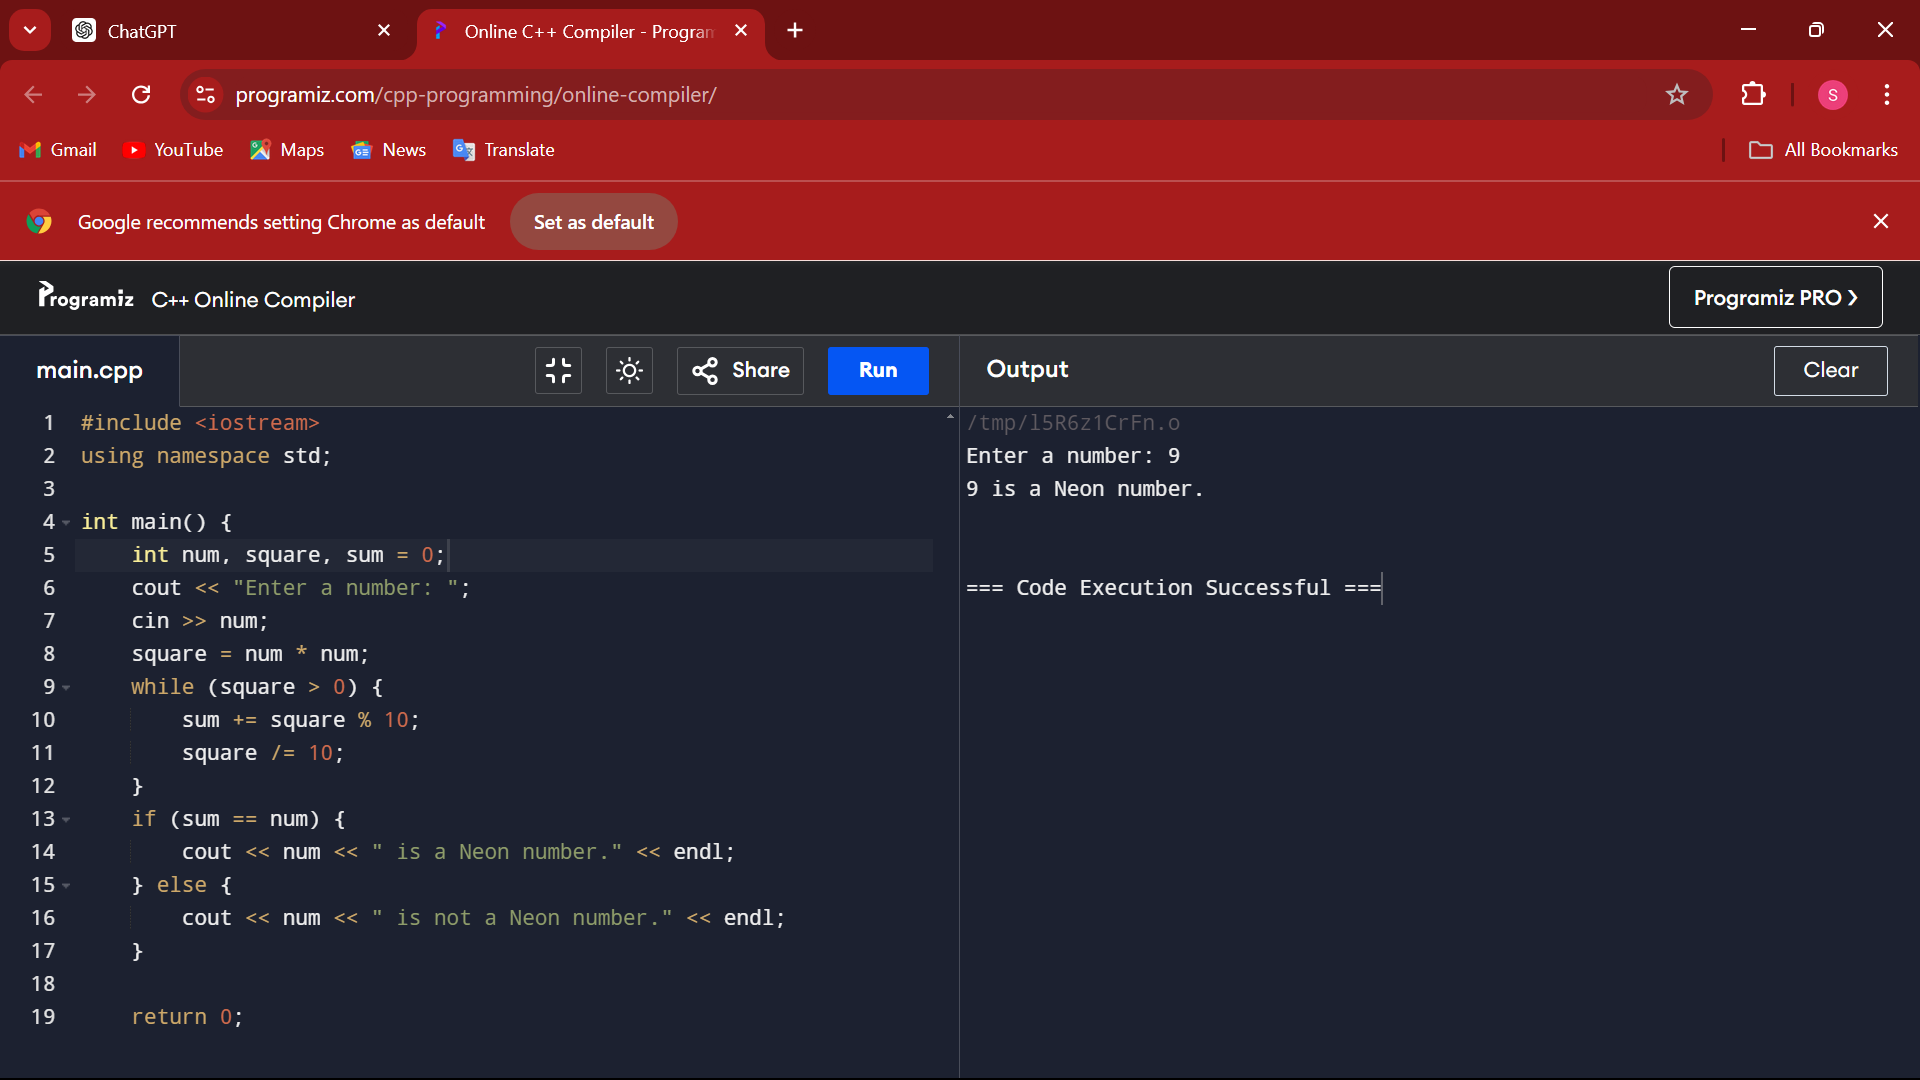 ChatGPT
Online C++ Compiler - Program
programiz.com/cpp-programming/online-compiler/
S
Gmail
YouTube
Maps
News
Translate
All Bookmarks
Google recommends setting Chrome as default
Set as default
Programiz C++ Online Compiler
Programiz PRO ❯
main.cpp
Share
Run
Output
Clear
1 #include <iostream>
2 using namespace std;
3
4 int main() {
5     int num, square, sum = 0;
6     cout << "Enter a number: ";
7     cin >> num;
8     square = num * num;
9     while (square > 0) {
10         sum += square % 10;
11         square /= 10;
12     }
13     if (sum == num) {
14         cout << num << " is a Neon number." << endl;
15     } else {
16         cout << num << " is not a Neon number." << endl;
17     }
18
19     return 0;
/tmp/l5R6z1CrFn.o
Enter a number: 9
9 is a Neon number.
=== Code Execution Successful ===